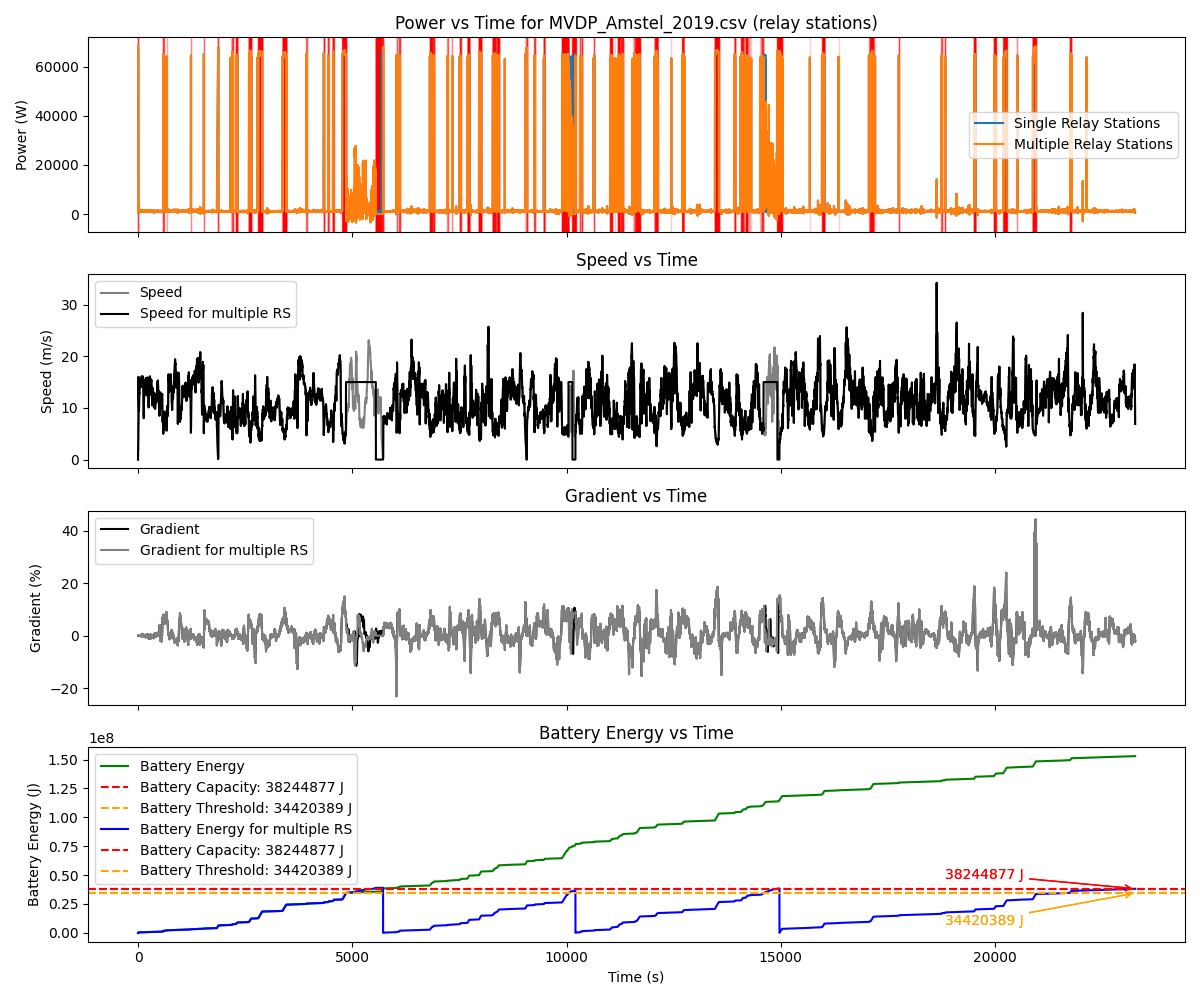 Power vs Time for MVDP_Amstel_2019.csv (relay stations)
Power (W)
60000
40000
20000
0
Single Relay Stations
Multiple Relay Stations
Speed vs Time
Speed (m/s)
30
20
10
0
Speed
Speed for multiple RS
Gradient vs Time
Gradient (%)
40
20
0
−20
Gradient
Gradient for multiple RS
Battery Energy vs Time
1e8
Battery Energy (J)
1.50
1.25
1.00
0.75
0.50
0.25
0.00
Battery Energy
Battery Capacity: 38244877 J
Battery Threshold: 34420389 J
Battery Energy for multiple RS
Battery Capacity: 38244877 J
Battery Threshold: 34420389 J
38244877 J
34420389 J
0 5000 10000 15000 20000
Time (s)